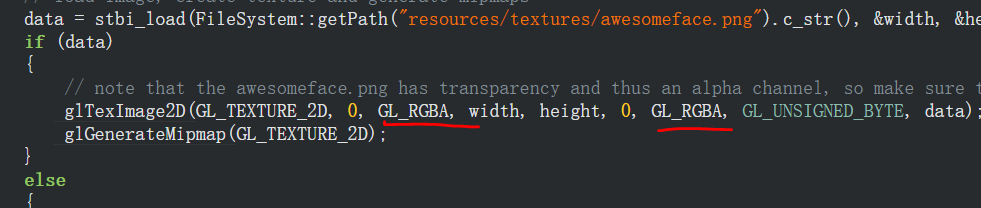 // load image, create texture and generate mipmaps
data = stbi_load(FileSystem::getPath("resources/textures/awesomeface.png").c_str(), &width, &he
if (data)
{
// note that the awesomeface.png has transparency and thus an alpha channel, so make sure t
glTexImage2D(GL_TEXTURE_2D, 0, GL_RGBA, width, height, 0, GL_RGBA, GL_UNSIGNED_BYTE, data);
glGenerateMipmap(GL_TEXTURE_2D);
}
else
{